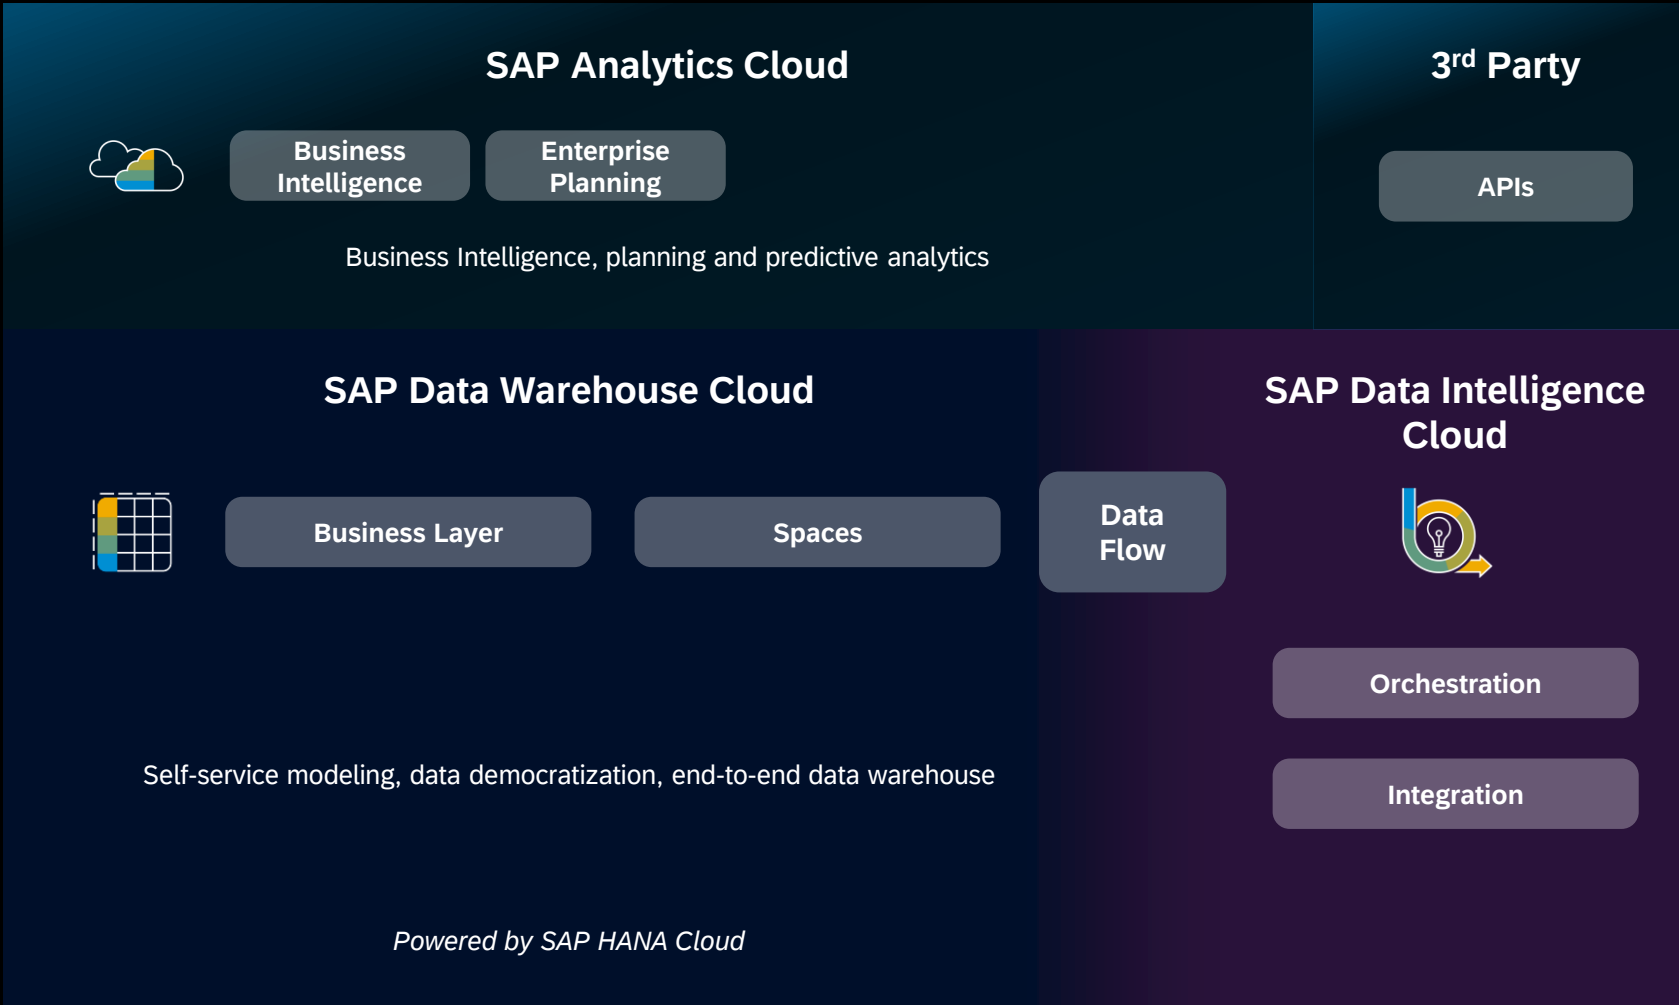 SAP Analytics Cloud
3rd Party
Business
Intelligence
Enterprise
Planning
APIs
Business Intelligence, planning and predictive analytics
SAP Data Warehouse Cloud
SAP Data Intelligence
Cloud
Business Layer
Spaces
Data
Flow
Orchestration
Self-service modeling, data democratization, end-to-end data warehouse
Integration
Powered by SAP HANA Cloud